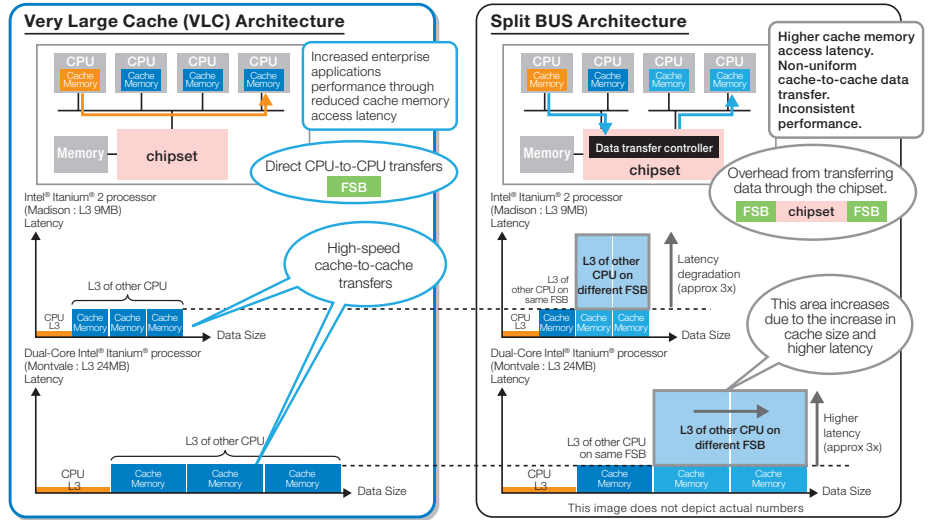 Very Large Cache (VLC) Architecture
CPU
Cache
Memory
CPU
Cache
Memory
CPU
Cache
Memory
CPU
Cache
Memory
Increased enterprise
applications
performance through
reduced cache memory
access latency
Memory
chipset
Direct CPU-to-CPU transfers
FSB
Intel® Itanium® 2 processor
(Madison : L3 9MB)
Latency
High-speed
cache-to-cache
transfers
L3 of other CPU
CPU
L3
Cache
Memory
Cache
Memory
Cache
Memory
Data Size
Dual-Core Intel® Itanium® processor
(Montvale : L3 24MB)
Latency
L3 of other CPU
CPU
L3
Cache
Memory
Cache
Memory
Cache
Memory
Data Size
Split BUS Architecture
CPU
Cache
Memory
CPU
Cache
Memory
CPU
Cache
Memory
CPU
Cache
Memory
Higher cache memory
access latency.
Non-uniform
cache-to-cache data
transfer.
Inconsistent
performance.
Memory
Data transfer controller
chipset
Overhead from transferring
data through the chipset.
FSB
chipset
FSB
Intel® Itanium® 2 processor
(Madison : L3 9MB)
Latency
L3 of other
CPU on
different FSB
Latency
degradation
(approx 3x)
L3 of
other CPU on
same FSB
CPU
L3
Cache
Memory
Cache
Memory
Cache
Memory
Data Size
This area increases
due to the increase in
cache size and
higher latency
Dual-Core Intel® Itanium® processor
(Montvale : L3 24MB)
Latency
L3 of other CPU on
different FSB
Higher
latency
(approx 3x)
L3 of other CPU
on same FSB
CPU
L3
Cache
Memory
Cache
Memory
Cache
Memory
Data Size
This image does not depict actual numbers